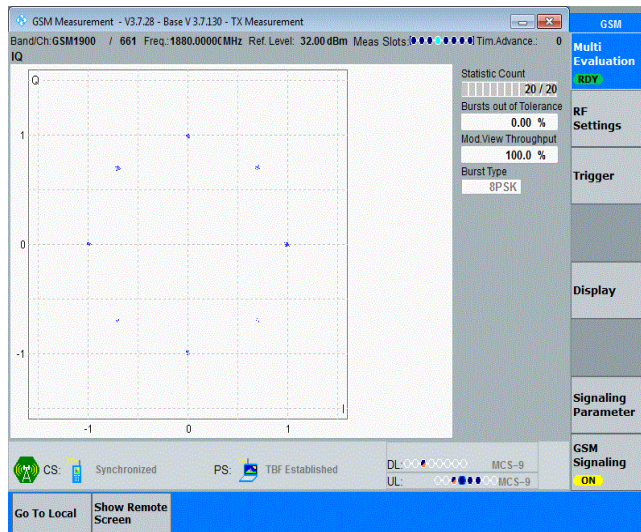 GSM Measurement - V3.7.28 - Base V 3.7.130 - TX Measurement
GSM
Band/Ch: GSM1900 / 661 Freq.: 1880.00000 MHz Ref. Level: 32.00 dBm Meas Slots: Tim.Advance.: 0
IQ
Multi Evaluation
RDY
Q
Statistic Count
20 / 20
Bursts out of Tolerance
0.00 %
Mod.View Throughput
100.0 %
Burst Type
8PSK
RF Settings
Trigger
Display
1
0
-1
I
-1 0 1
Signaling Parameter
GSM Signaling
ON
CS: Synchronized PS: TBF Established
DL: MCS-9
UL: MCS-9
Go To Local
Show Remote Screen